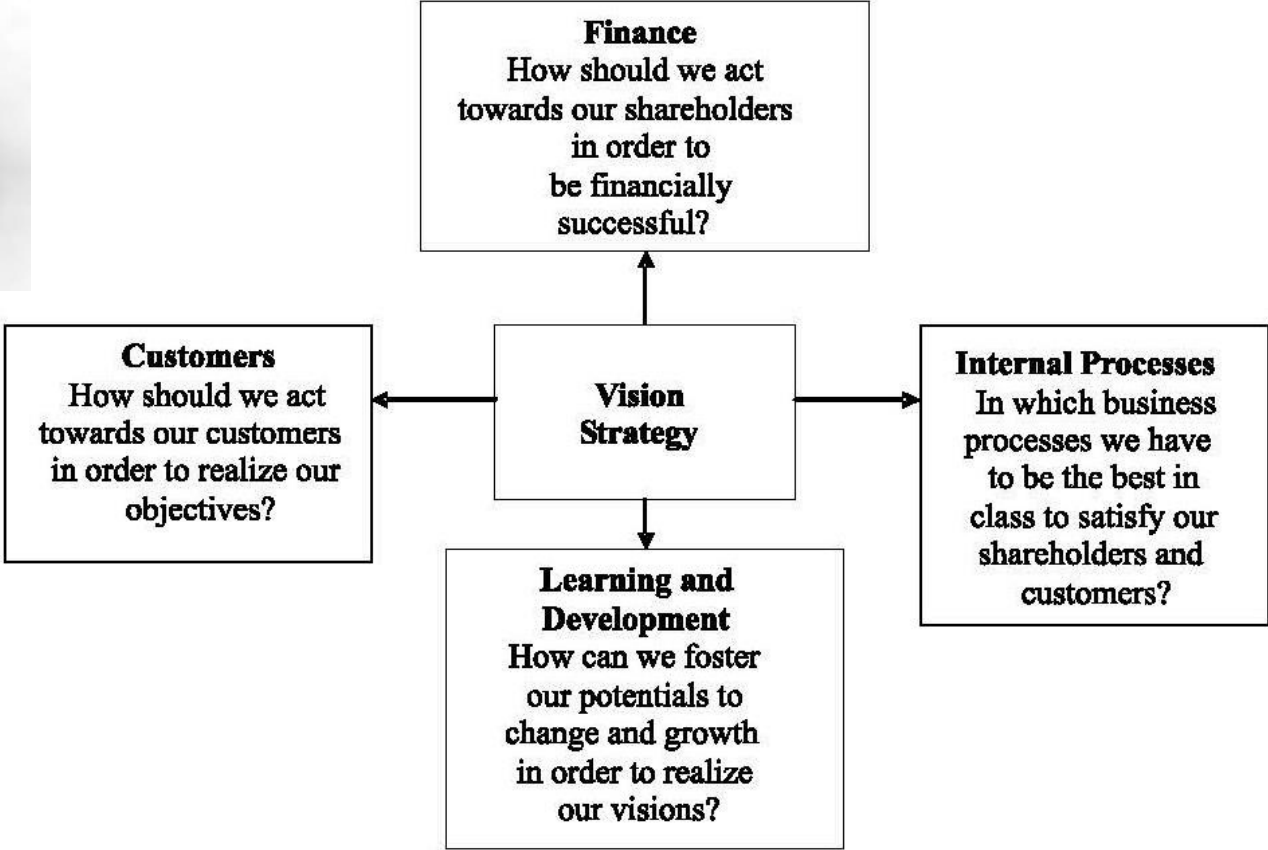 Finance
How should we act
towards our shareholders
in order to
be financially
successful?
Customers
How should we act
towards our customers
in order to realize our
objectives?
Vision
Strategy
Internal Processes
In which business
processes we have
to be the best in
class to satisfy our
shareholders and
customers?
Learning and
Development
How can we foster
our potentials to
change and growth
in order to realize
our visions?